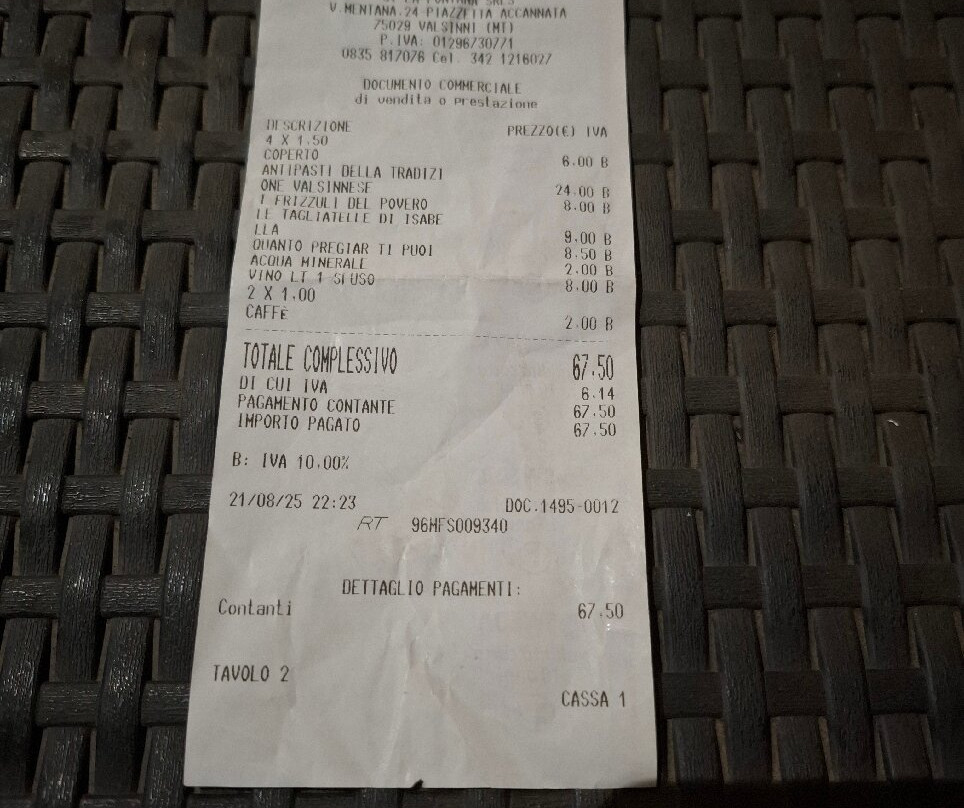 V.MENTANA,24 PIAZZETTA ACCANNATA
75029 VALSINNI (MT)
P.IVA: 01296730771
0835 817076 Cel. 342 1216027
DOCUMENTO COMMERCIALE
di vendita o prestazione
DESCRIZIONE PREZZO(€) IVA
4 X 1.50
COPERTO 6.00 B
ANTIPASTI DELLA TRADIZI
ONE VALSINNESE 24.00 B
I FRIZZULI DEL POVERO 8.00 B
LE TAGLIATELLE DI ISABE
LLA 9.00 B
QUANTO PREGIAR TI PUOI 8.50 B
ACQUA MINERALE 2.00 B
VINO LT 1 SFUSO 8.00 B
2 X 1.00
CAFFÈ 2.00 B
TOTALE COMPLESSIVO 67.50
DI CUI IVA 6.14
PAGAMENTO CONTANTE 67.50
IMPORTO PAGATO 67.50
B: IVA 10.00%
21/08/25 22:23 DOC.1495-0012
RT 96MFS009340
DETTAGLIO PAGAMENTI:
Contanti 67.50
TAVOLO 2
CASSA 1